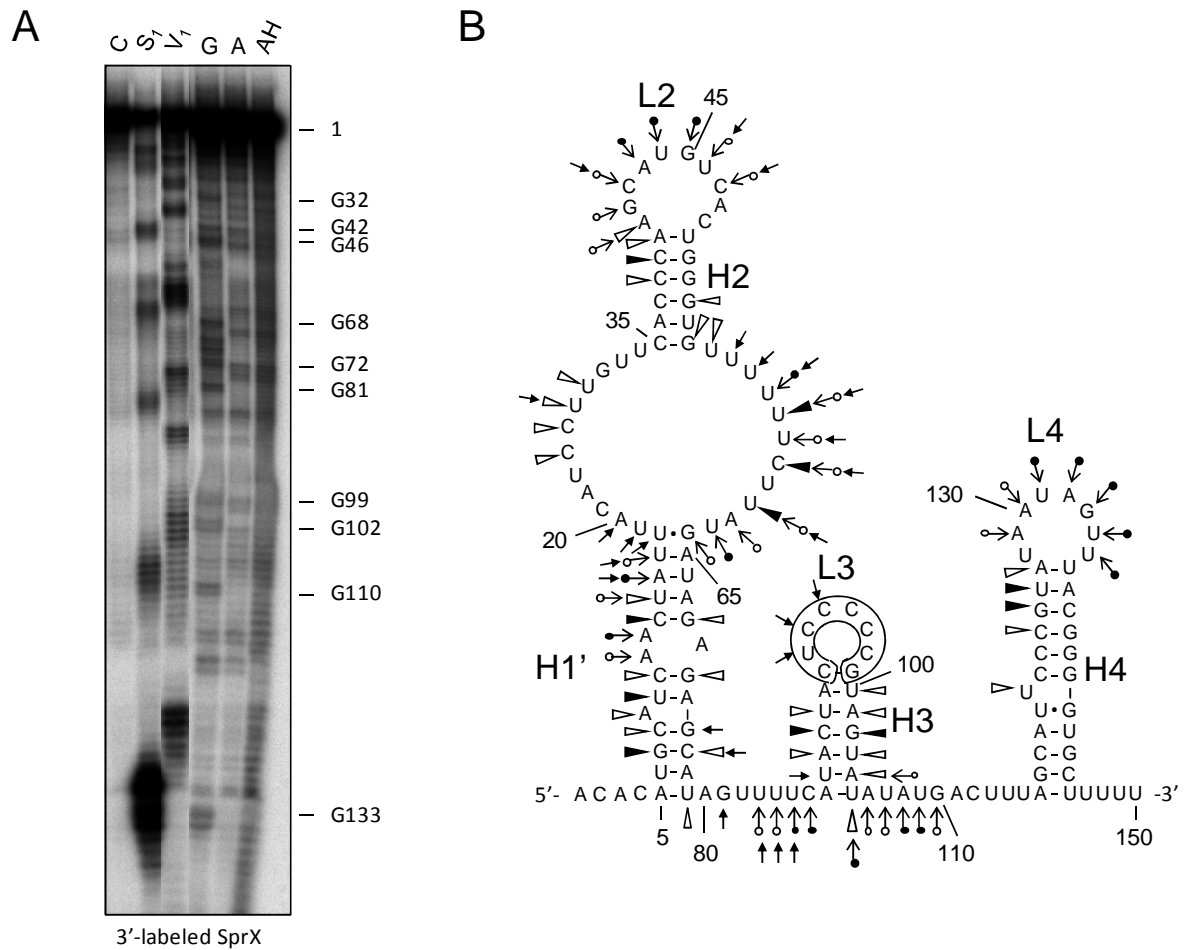 A
B
C S1 V1 G A AH
1
G32
G42
G46
G68
G72
G81
G99
G102
G110
G133
3'-labeled SprX
L2
45
A U G
C U
G C
A A
A C
A - U
C - G
C - G
C - G
H2
C - G
A - U
35
C - G
U U
U U
G U
U U
U U
C U
C C
U U
A U
20
C A
A U U · G U
U - A
A - U
65
U - A
C - G
A A
A
H1'
C - G
U - A
A
C - G
G - C
U - A
L3
C C C
C C
U C
C G
100
A - U
U - A
H3
C - G
A - U
U - A
L4
130
U A
A G
A U
U U
A - U
U - A
G - C
C - G
C - G
C - G
H4
U
U · G
A - U
C - G
G - C
5'- A C A C A U A G U U U U C A U A U A U G A C U U U A U U U U U -3'
5
80
110
150